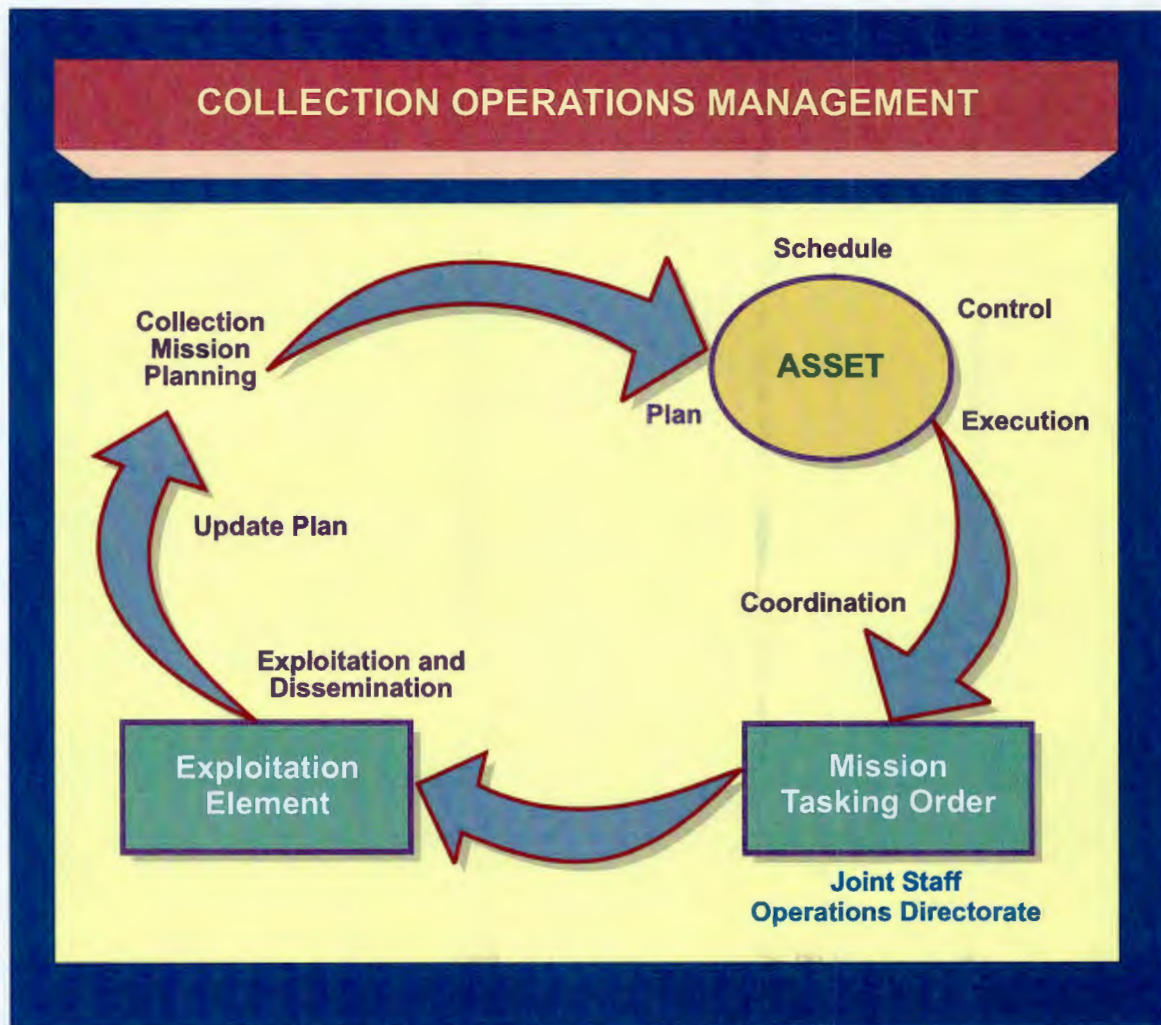 COLLECTION OPERATIONS MANAGEMENT
Schedule
Collection
Mission
Planning
Control
ASSET
Plan
Execution
Update Plan
Coordination
Exploitation and
Dissemination
Exploitation
Element
Mission
Tasking Order
Joint Staff
Operations Directorate